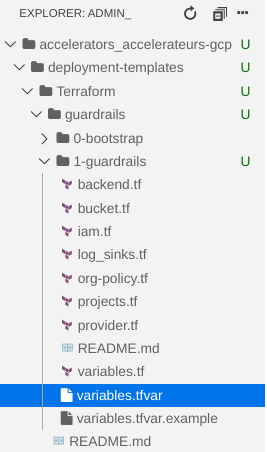 EXPLORER: ADMIN_
accelerators_accelerateurs-gcp U
deployment-templates U
Terraform U
guardrails U
0-bootstrap
1-guardrails U
backend.tf
bucket.tf
iam.tf
log_sinks.tf
org-policy.tf
projects.tf
provider.tf
README.md
variables.tf
variables.tfvar
variables.tfvar.example
README.md